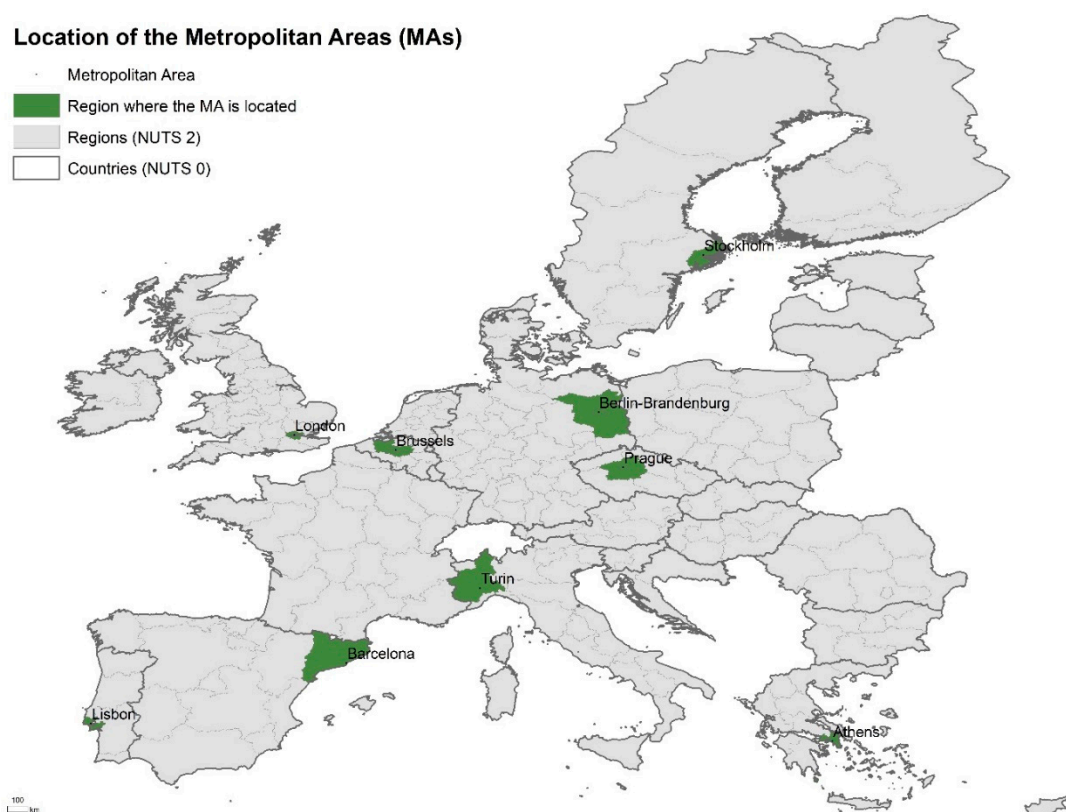 Location of the Metropolitan Areas (MAs)
Metropolitan Area
Region where the MA is located
Regions (NUTS 2)
Countries (NUTS 0)
Stockholm
Berlin-Brandenburg
London
Brussels
Prague
Turin
Barcelona
Lisbon
Athens
100
km